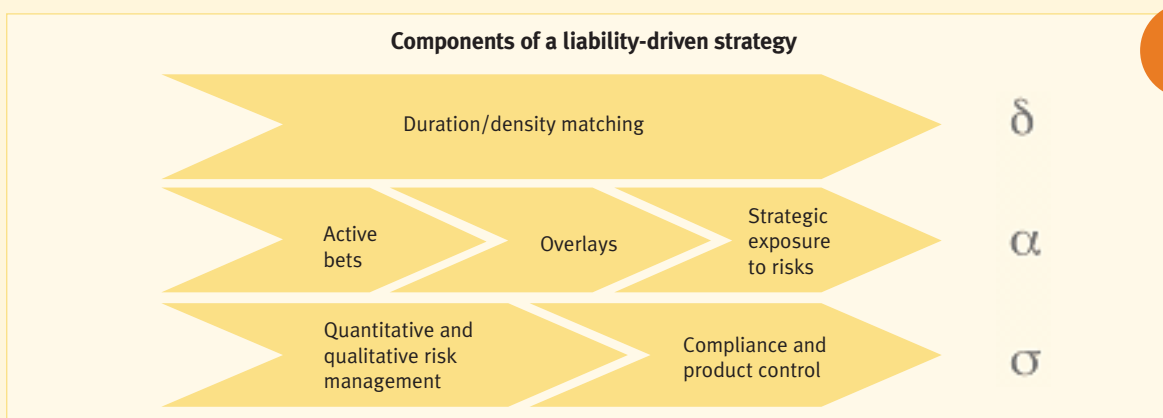 Components of a liability-driven strategy
Duration/density matching
δ
Active
bets
Overlays
Strategic
exposure
to risks
α
Quantitative and
qualitative risk
management
Compliance and
product control
σ